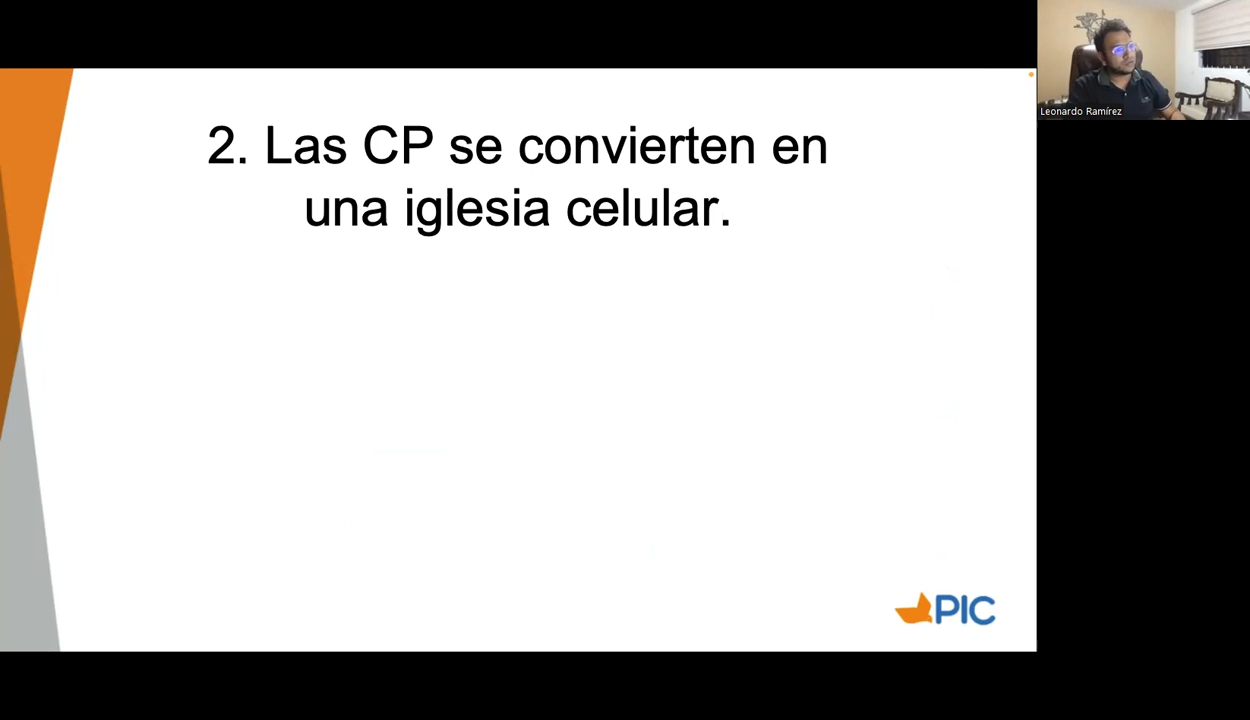 2. Las CP se convierten en
una iglesia celular.
PIC
Leonardo Ramírez